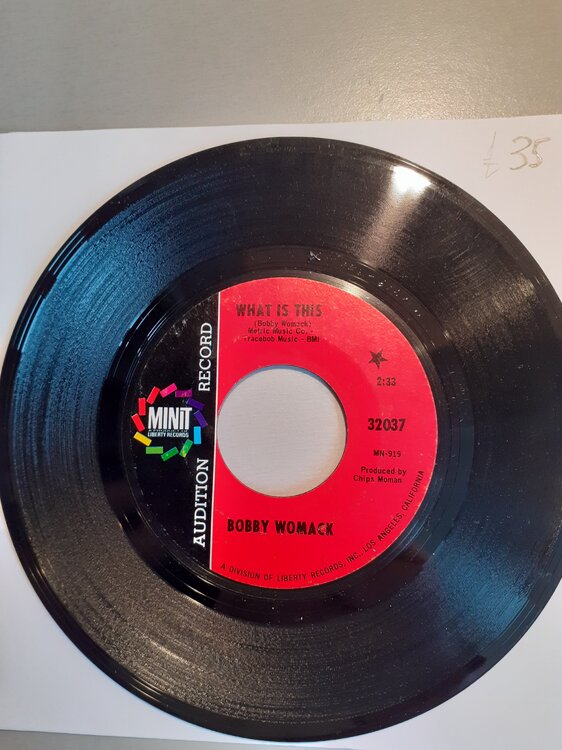 £35
WHAT IS THIS
(Bobby Womack)
Metric Music Co. -
Tracebob Music - BMI
2:33
32037
MN-919
Produced by
Chips Moman
BOBBY WOMACK
A DIVISION OF LIBERTY RECORDS, INC., LOS ANGELES, CALIFORNIA
AUDITION RECORD
MINIT
LIBERTY RECORDS